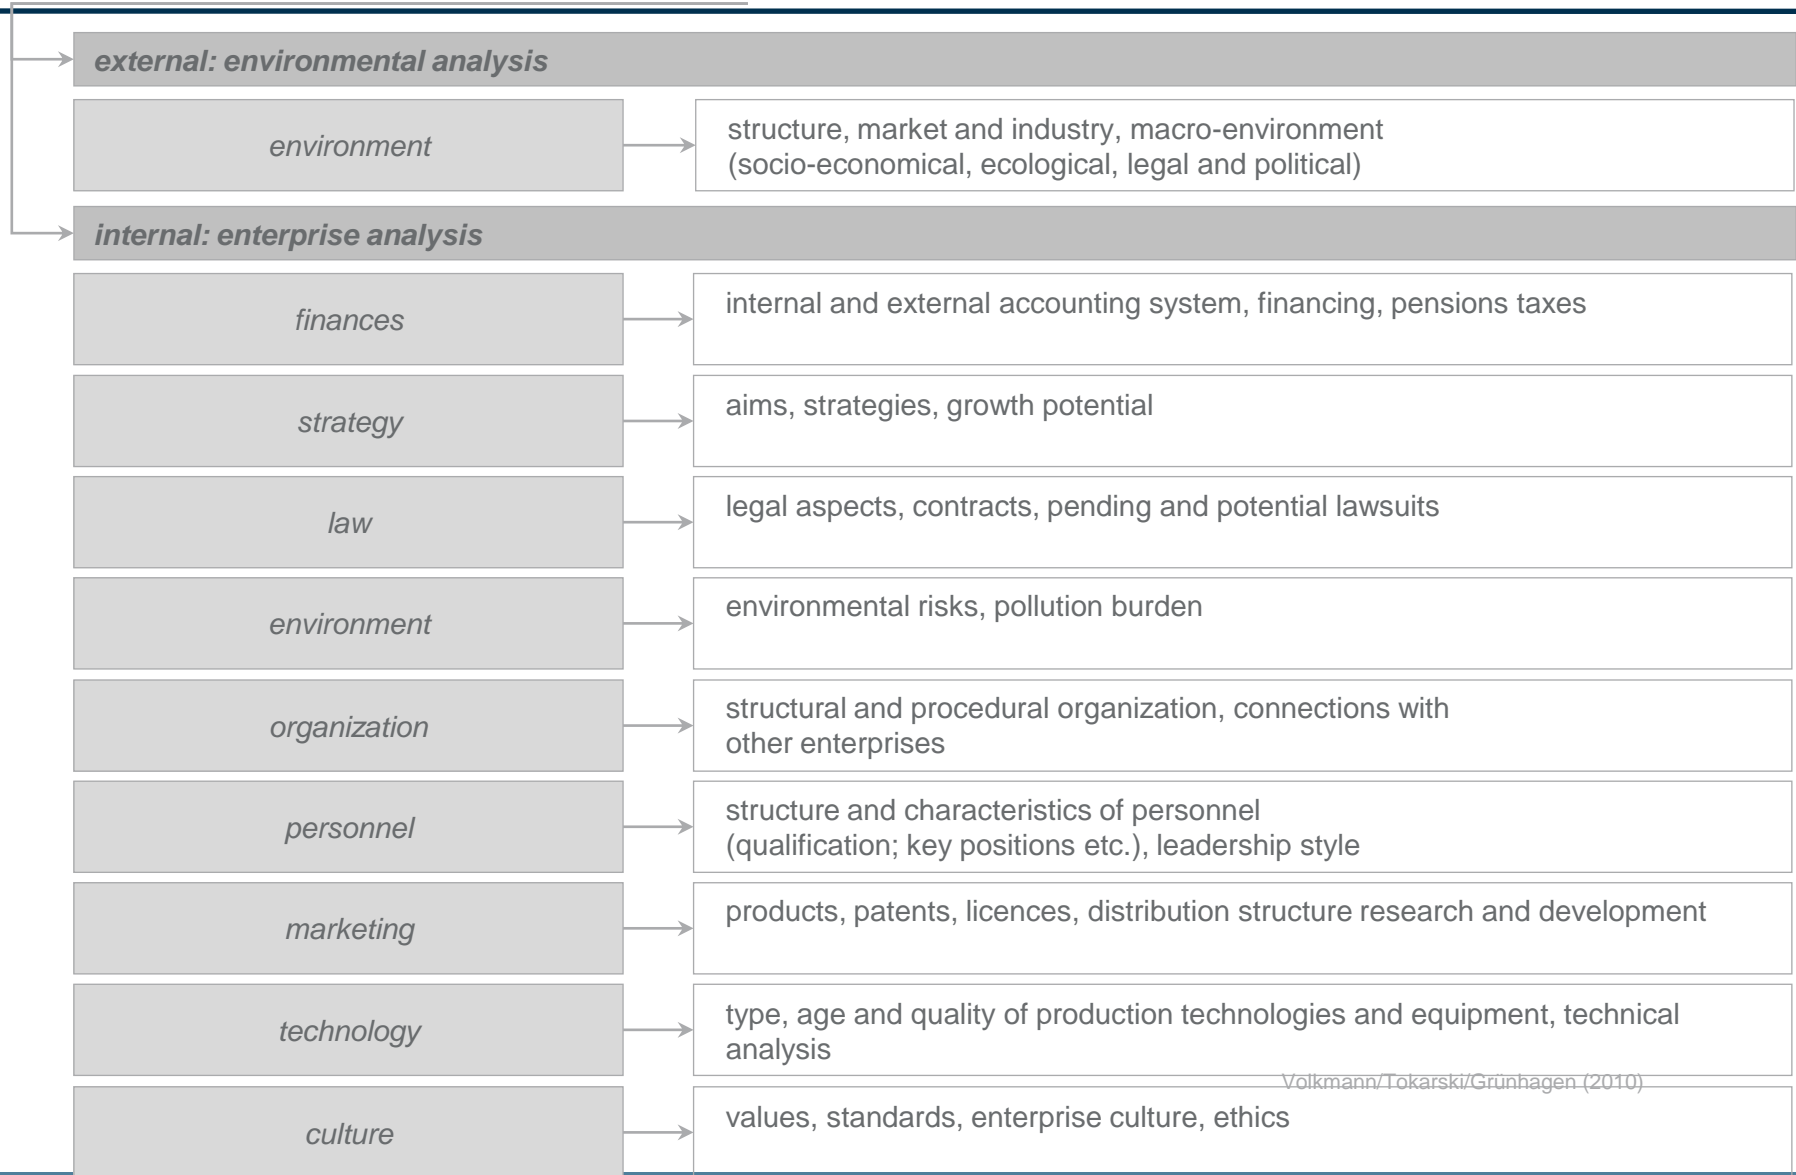 external: environmental analysis
environment
structure, market and industry, macro-environment
(socio-economical, ecological, legal and political)
internal: enterprise analysis
finances
internal and external accounting system, financing, pensions taxes
strategy
aims, strategies, growth potential
law
legal aspects, contracts, pending and potential lawsuits
environment
environmental risks, pollution burden
organization
structural and procedural organization, connections with
other enterprises
personnel
structure and characteristics of personnel
(qualification; key positions etc.), leadership style
marketing
products, patents, licences, distribution structure research and development
technology
type, age and quality of production technologies and equipment, technical
analysis
Volkmann/Tokarski/Grünhagen (2010)
culture
values, standards, enterprise culture, ethics